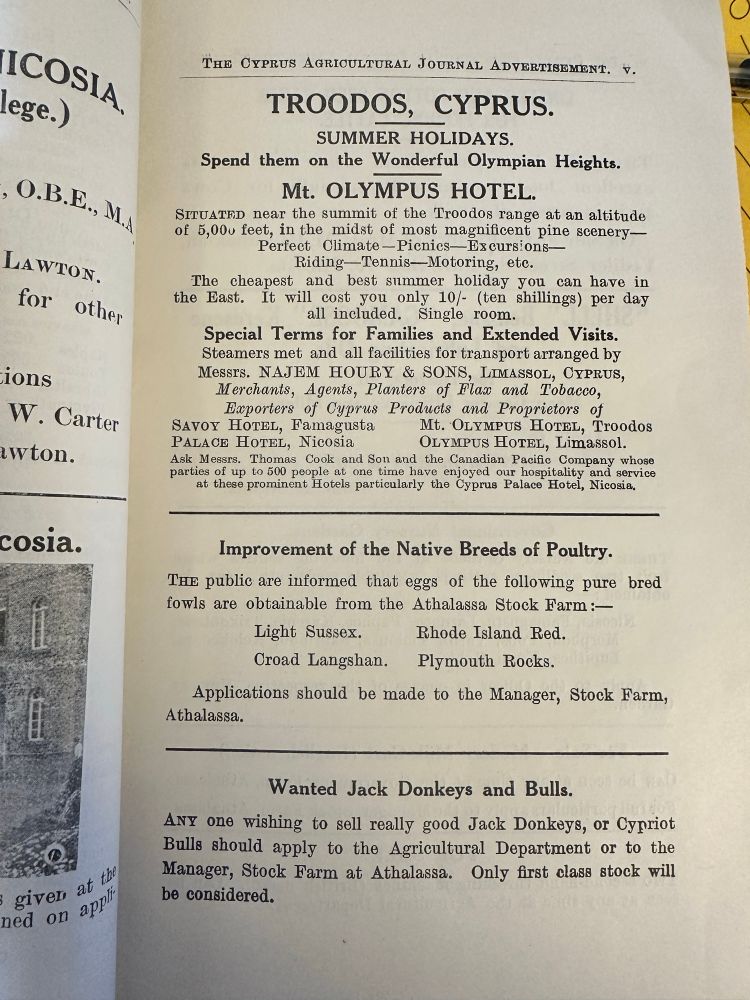 NICOSIA.
lege.)
, O.B.E., M.A
LAWTON.
for other
tions
W. Carter
awton.
cosia.
s given at the
ned on appli-
THE CYPRUS AGRICULTURAL JOURNAL ADVERTISEMENT. v.
TROODOS, CYPRUS.
SUMMER HOLIDAYS.
Spend them on the Wonderful Olympian Heights.
Mt. OLYMPUS HOTEL.
SITUATED near the summit of the Troodos range at an altitude
of 5,000 feet, in the midst of most magnificent pine scenery—
Perfect Climate—Picnics—Excursions—
Riding—Tennis—Motoring, etc.
The cheapest and best summer holiday you can have in
the East. It will cost you only 10/- (ten shillings) per day
all included. Single room.
Special Terms for Families and Extended Visits.
Steamers met and all facilities for transport arranged by
Messrs. NAJEM HOURY & SONS, LIMASSOL, CYPRUS,
Merchants, Agents, Planters of Flax and Tobacco,
Exporters of Cyprus Products and Proprietors of
SAVOY HOTEL, Famagusta Mt. OLYMPUS HOTEL, Troodos
PALACE HOTEL, Nicosia OLYMPUS HOTEL, Limassol.
Ask Messrs. Thomas Cook and Son and the Canadian Pacific Company whose
parties of up to 500 people at one time have enjoyed our hospitality and service
at these prominent Hotels particularly the Cyprus Palace Hotel, Nicosia.
Improvement of the Native Breeds of Poultry.
THE public are informed that eggs of the following pure bred
fowls are obtainable from the Athalassa Stock Farm:—
Light Sussex. Rhode Island Red.
Croad Langshan. Plymouth Rocks.
Applications should be made to the Manager, Stock Farm,
Athalassa.
Wanted Jack Donkeys and Bulls.
ANY one wishing to sell really good Jack Donkeys, or Cypriot
Bulls should apply to the Agricultural Department or to the
Manager, Stock Farm at Athalassa. Only first class stock will
be considered.